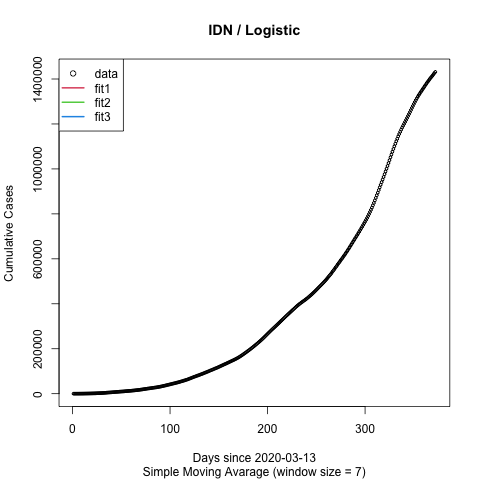 IDN / Logistic
data
fit1
fit2
fit3
Cumulative Cases
1400000
1000000
600000
200000
0
0 100 200 300
Days since 2020-03-13
Simple Moving Avarage (window size = 7)